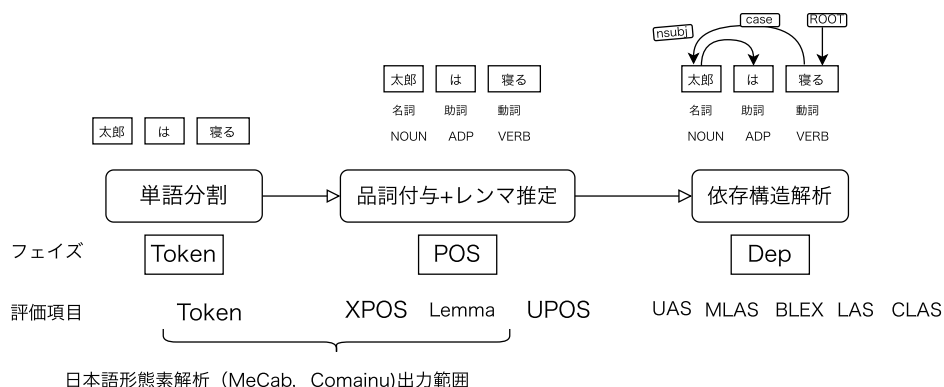 nsubj case ROOT
太郎 は 寝る
名詞 助詞 動詞
NOUN ADP VERB
太郎 は 寝る
名詞 助詞 動詞
NOUN ADP VERB
太郎 は 寝る
単語分割 品詞付与+レンマ推定 依存構造解析
フェイズ Token POS Dep
評価項目 Token XPOS Lemma UPOS UAS MLAS BLEX LAS CLAS
日本語形態素解析（MeCab，Comainu)出力範囲